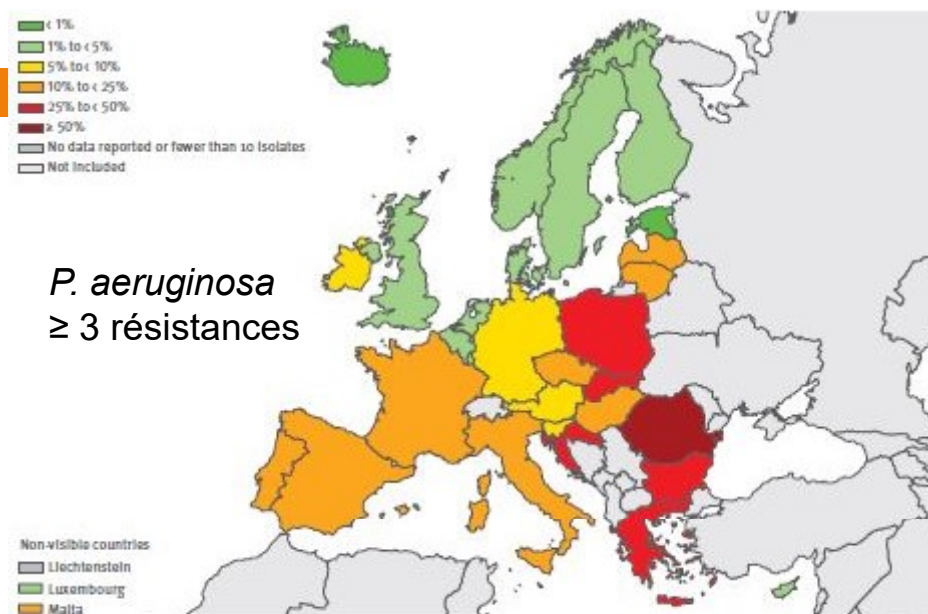 < 1%
1% to < 5%
5% to < 10%
10% to < 25%
25% to < 50%
≥ 50%
No data reported or fewer than 10 isolates
Not included
P. aeruginosa
≥ 3 résistances
Non-visible countries
Liechtenstein
Luxembourg
Malta